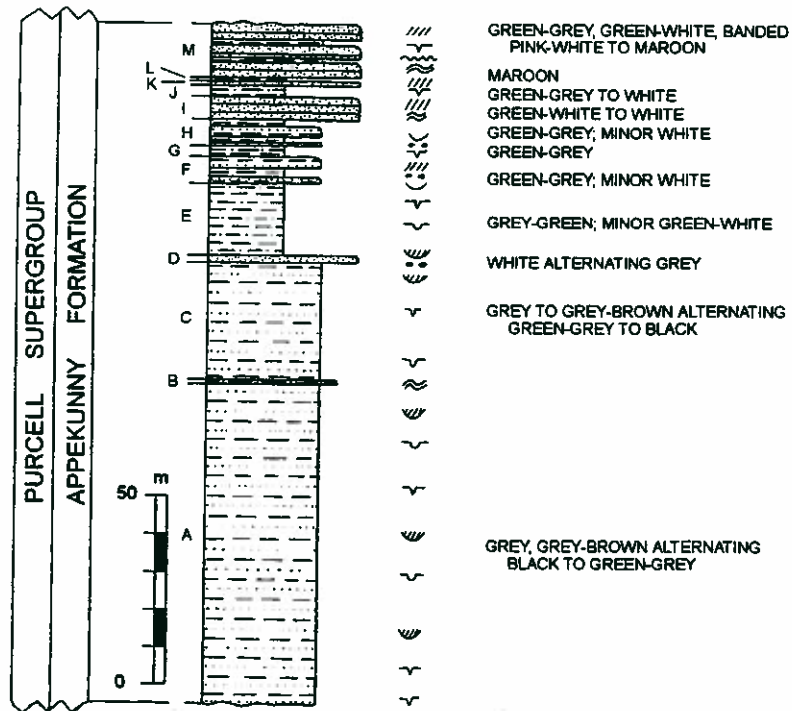 PURCELL SUPERGROUP
APPEKUNNY FORMATION
M
L
K
J
I
H
G
F
E
D
C
B
A
m
50
0
GREEN-GREY, GREEN-WHITE, BANDED
PINK-WHITE TO MAROON
MAROON
GREEN-GREY TO WHITE
GREEN-WHITE TO WHITE
GREEN-GREY; MINOR WHITE
GREEN-GREY
GREEN-GREY; MINOR WHITE
GREY-GREEN; MINOR GREEN-WHITE
WHITE ALTERNATING GREY
GREY TO GREY-BROWN ALTERNATING
GREEN-GREY TO BLACK
GREY, GREY-BROWN ALTERNATING
BLACK TO GREEN-GREY